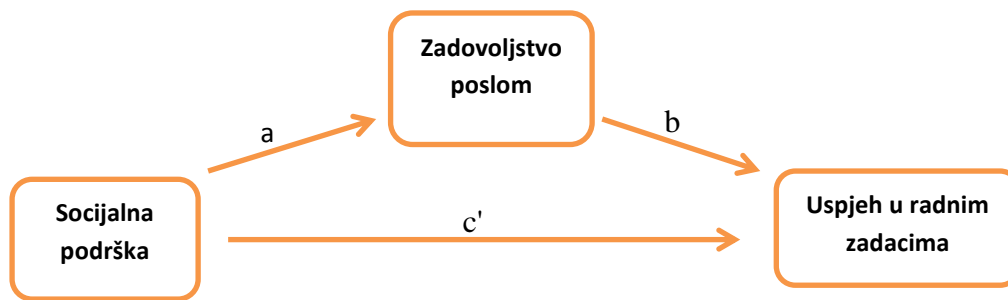 Zadovoljstvo
poslom
a
b
Socijalna
podrška
c'
Uspjeh u radnim
zadacima